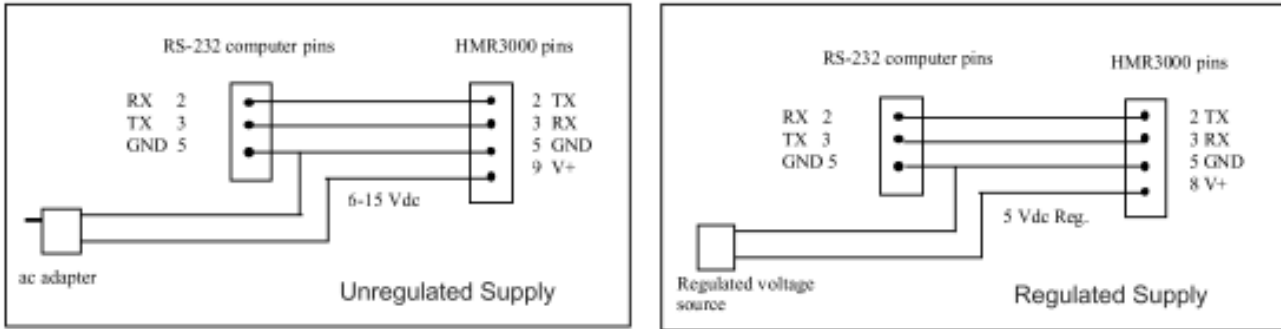 RS-232 computer pins HMR3000 pins
RX 2 2 TX
TX 3 3 RX
GND 5 5 GND
9 V+
6-15 Vdc
ac adapter
Unregulated Supply
RS-232 computer pins HMR3000 pins
RX 2 2 TX
TX 3 3 RX
GND 5 5 GND
8 V+
5 Vdc Reg.
Regulated voltage
source
Regulated Supply